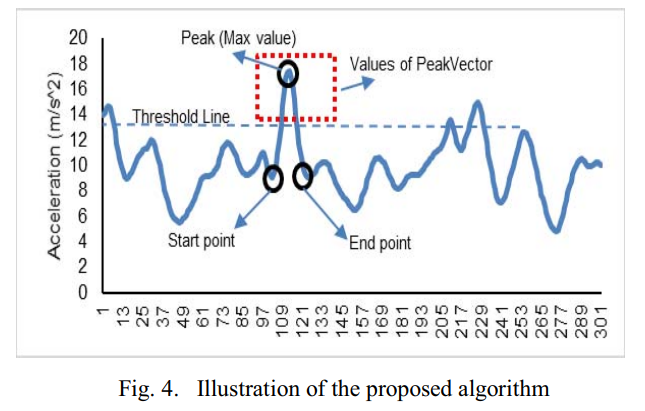 20
18
16
14
12
10
8
6
4
2
0
Acceleration (m/s^2)
Peak (Max value)
Values of PeakVector
Threshold Line
Start point
End point
1 13 25 37 49 61 73 85 97 109 121 133 145 157 169 181 193 205 217 229 241 253 265 277 289 301
Fig. 4. Illustration of the proposed algorithm